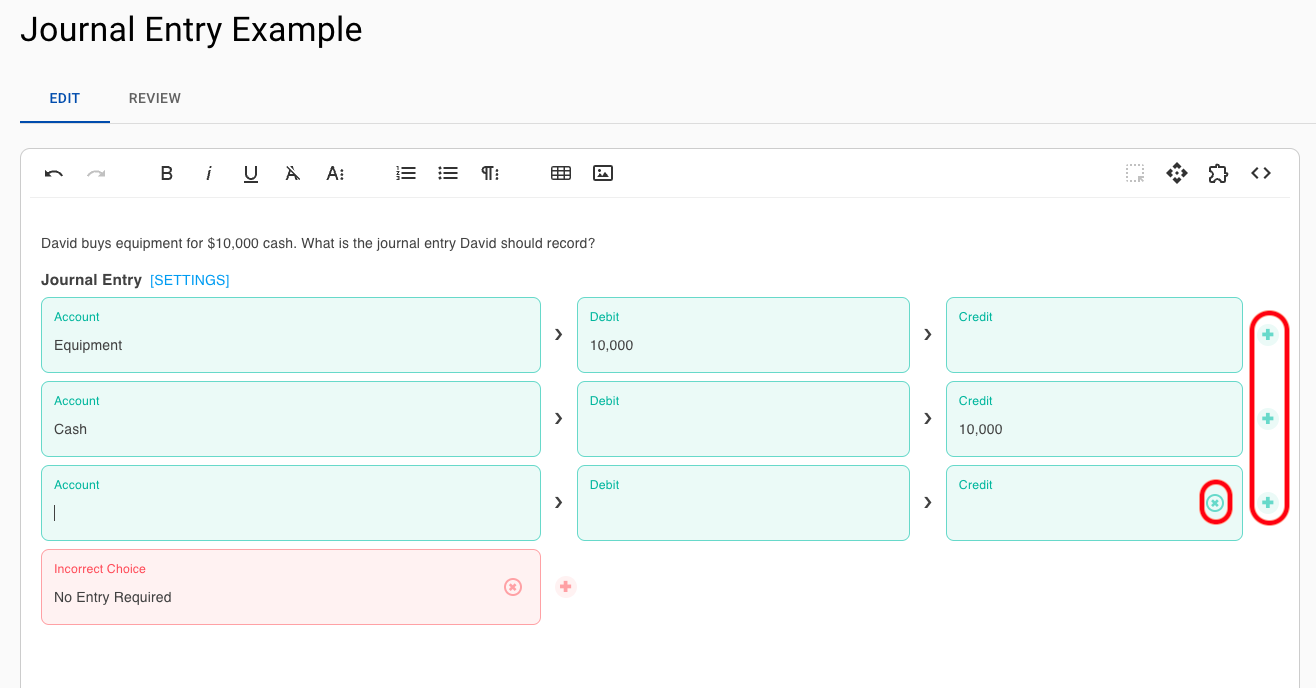 Journal Entry Example
EDIT REVIEW
B i U A A
David buys equipment for $10,000 cash. What is the journal entry David should record?
Journal Entry [SETTINGS]
Account Debit Credit
Equipment 10,000
Account Debit Credit
Cash 10,000
Account Debit Credit
Incorrect Choice
No Entry Required